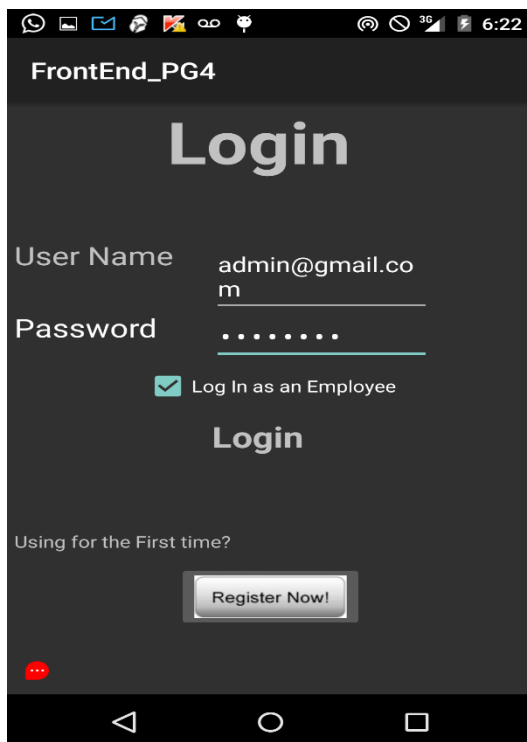 3G 6:22
FrontEnd_PG4
Login
User Name
admin@gmail.co
m
Password
........
Log In as an Employee
Login
Using for the First time?
Register Now!